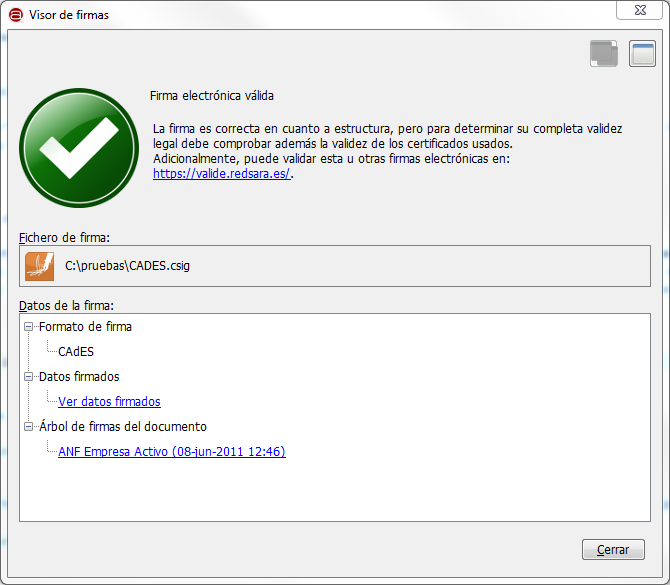 Visor de firmas
Firma electrónica válida
La firma es correcta en cuanto a estructura, pero para determinar su completa validez
legal debe comprobar además la validez de los certificados usados.
Adicionalmente, puede validar esta u otras firmas electrónicas en:
https://valide.redsara.es/.
Fichero de firma:
C:\pruebas\CADES.csig
Datos de la firma:
Formato de firma
CAdES
Datos firmados
Ver datos firmados
Árbol de firmas del documento
ANF Empresa Activo (08-jun-2011 12:46)
Cerrar